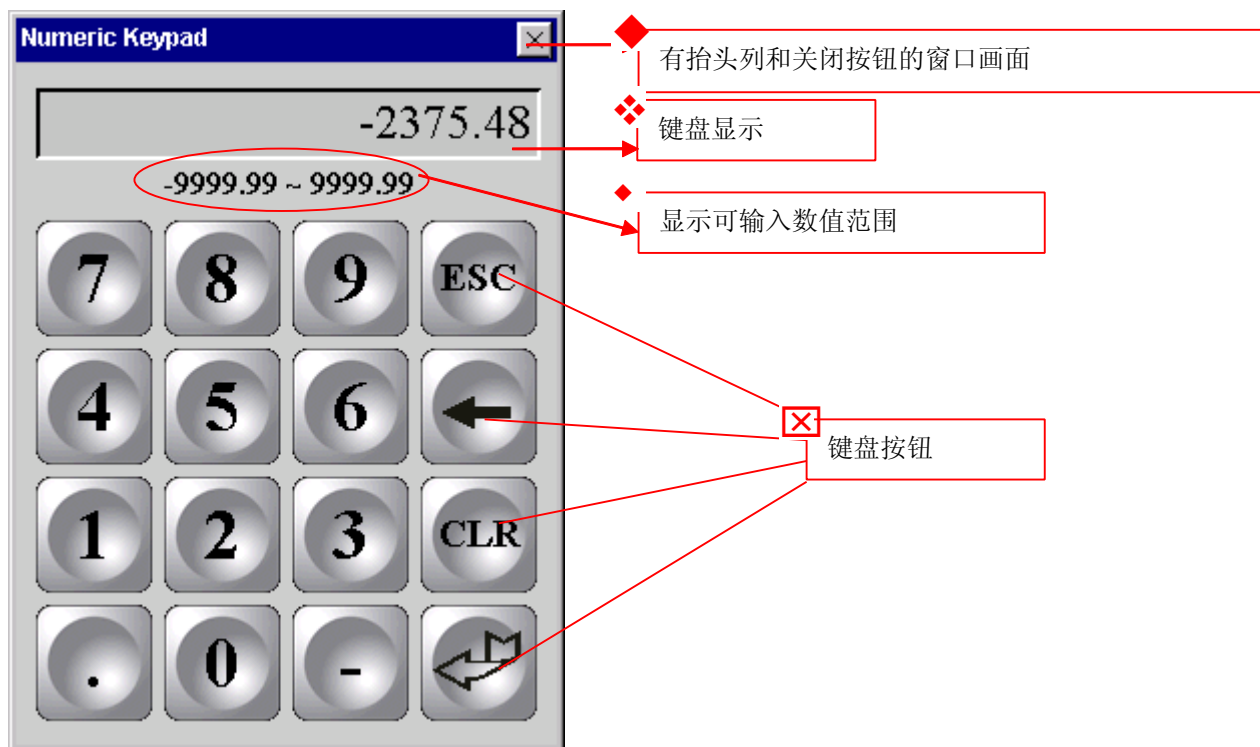 Numeric Keypad
有抬头列和关闭按钮的窗口画面
-2375.48
键盘显示
-9999.99 ~ 9999.99
显示可输入数值范围
7 8 9 ESC
4 5 6
键盘按钮
1 2 3 CLR
. 0 -